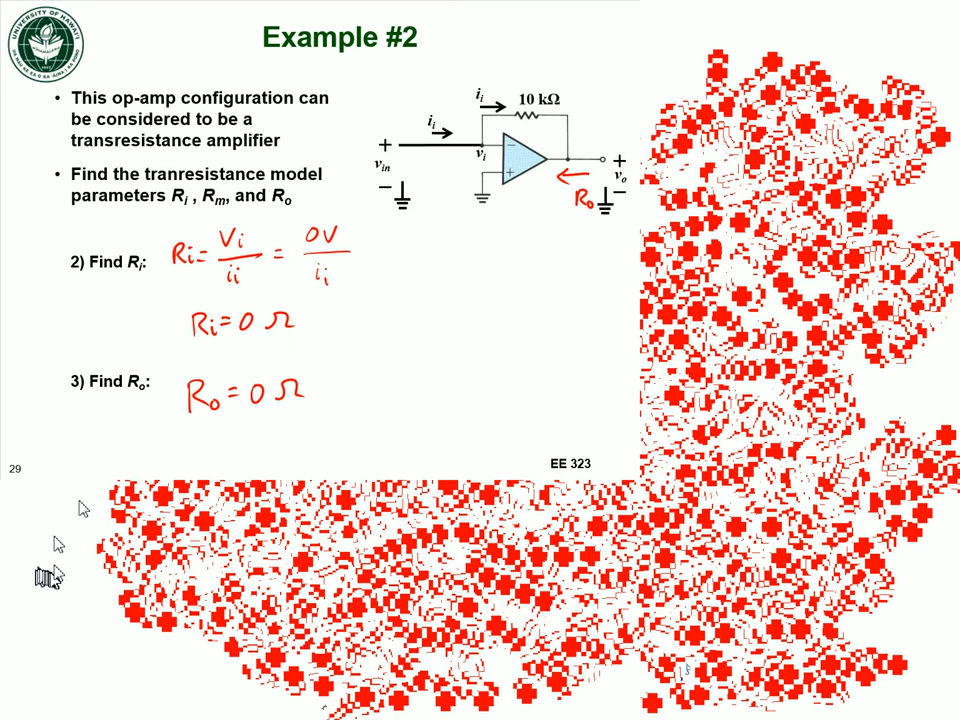 UNIVERSITY OF HAWAI'I
Example #2
• This op-amp configuration can
be considered to be a
transresistance amplifier
• Find the tranresistance model
parameters Ri , Rm, and Ro
ii
10 kΩ
ii
+
vin
−
vi
−
+
+
vo
−
Ro
2) Find Ri:
Ri = Vi / ii = 0V / ii
Ri = 0 Ω
3) Find Ro:
Ro = 0 Ω
29
EE 323